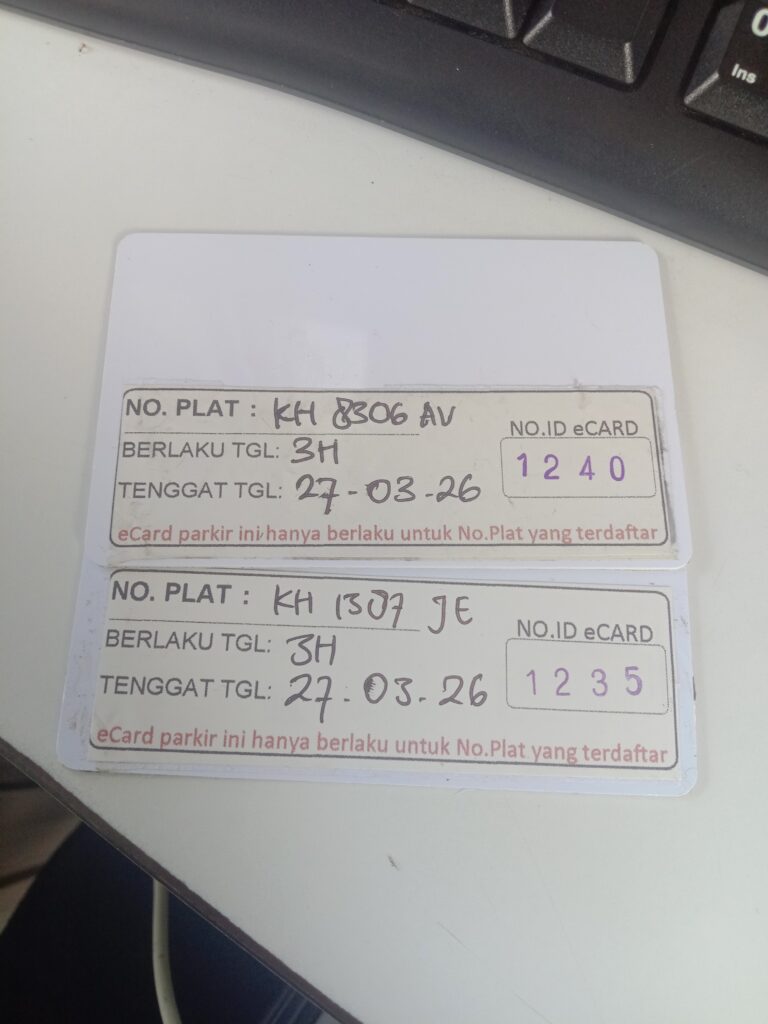 0
Ins
NO. PLAT : KH 8306 AV
NO.ID eCARD
BERLAKU TGL: 3H
1240
TENGGAT TGL: 27-03-26
eCard parkir ini hanya berlaku untuk No.Plat yang terdaftar
NO. PLAT : KH 1307 JE
NO.ID eCARD
BERLAKU TGL: 3H
1235
TENGGAT TGL: 27.03.26
eCard parkir ini hanya berlaku untuk No.Plat yang terdaftar